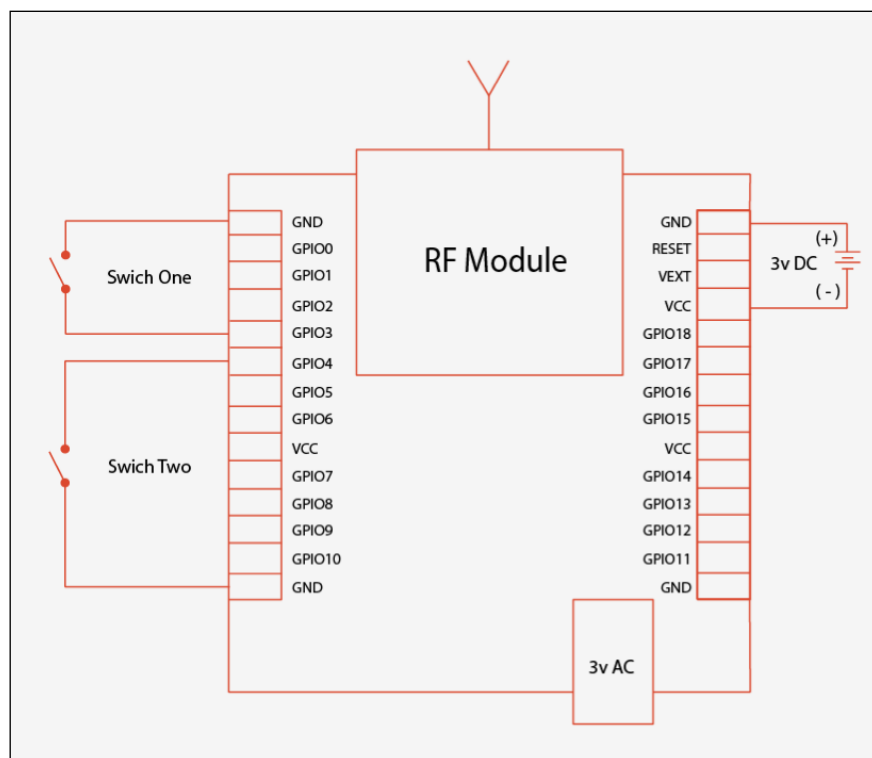 RF Module
GND
GPIO0
GPIO1
GPIO2
GPIO3
GPIO4
GPIO5
GPIO6
VCC
GPIO7
GPIO8
GPIO9
GPIO10
GND
Swich One
Swich Two
GND
RESET
VEXT
VCC
GPIO18
GPIO17
GPIO16
GPIO15
VCC
GPIO14
GPIO13
GPIO12
GPIO11
GND
(+)
3v DC
(-)
3v AC